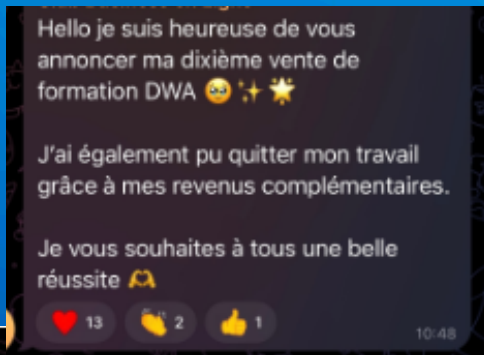 Hello je suis heureuse de vous
annoncer ma dixième vente de
formation DWA 🥹✨🌟
J'ai également pu quitter mon travail
grâce à mes revenus complémentaires.
Je vous souhaites à tous une belle
réussite 🫶
❤️ 13 👏 2 👍 1
10:48